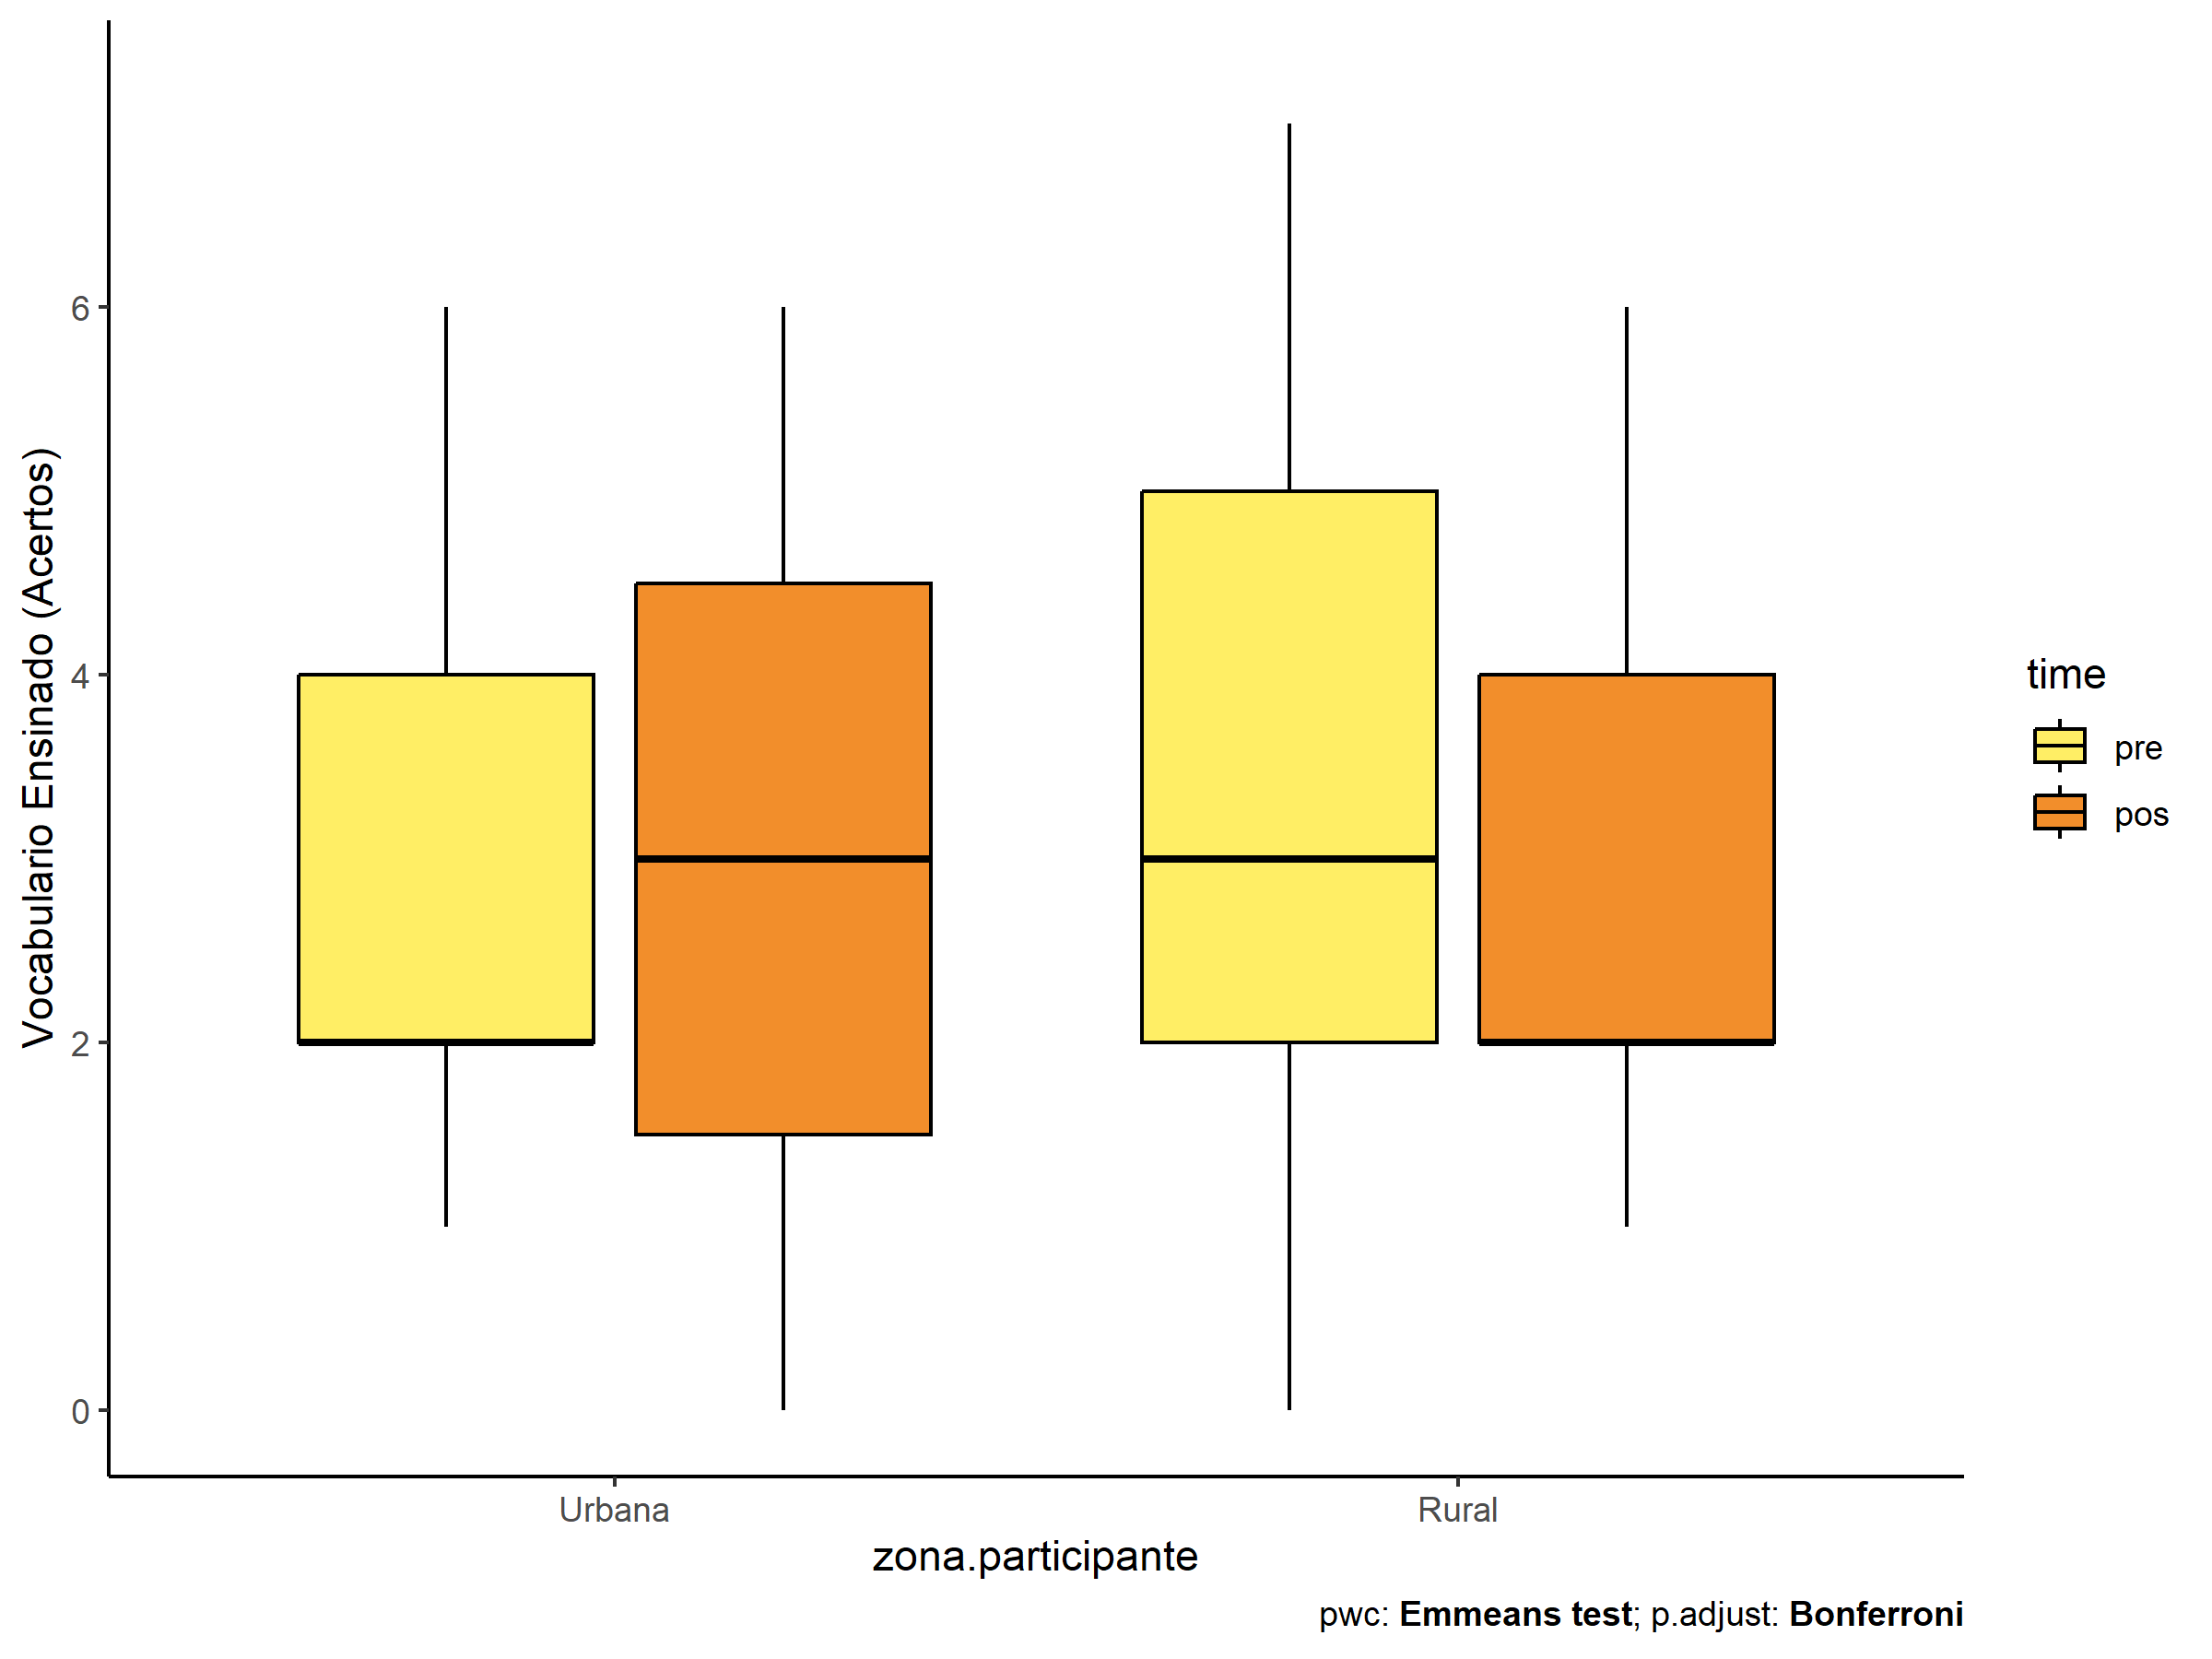 Vocabulario Ensinado (Acertos)
6
4
2
0
Urbana
Rural
zona.participante
time
pre
pos
pwc: Emmeans test; p.adjust: Bonferroni